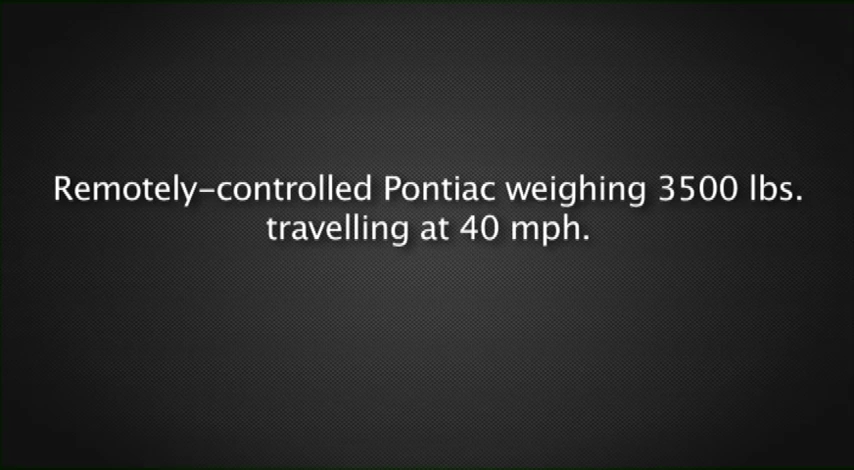 Remotely-controlled Pontiac weighing 3500 lbs.
travelling at 40 mph.